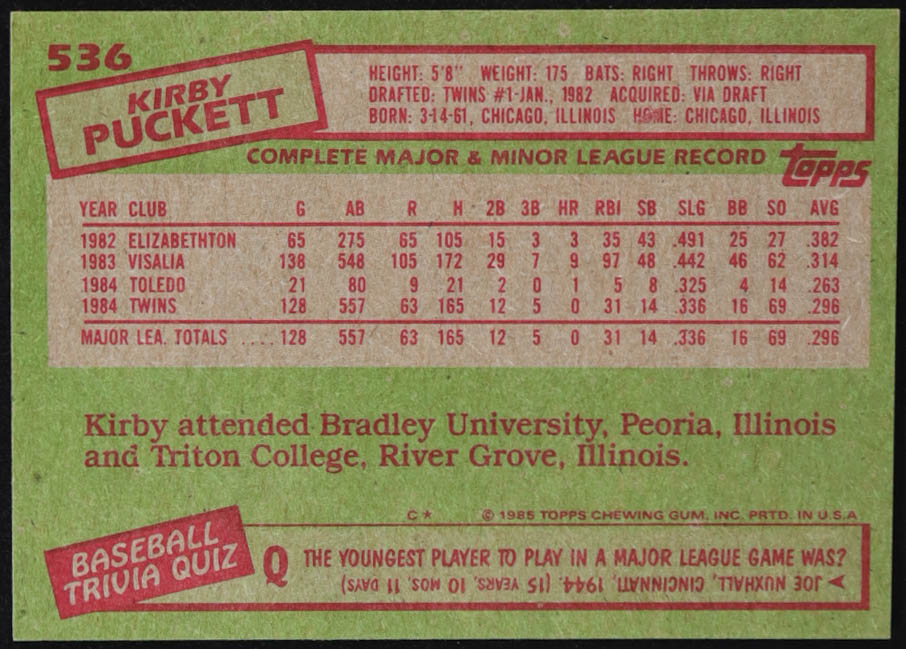 536
KIRBY
PUCKETT
HEIGHT: 5'8" WEIGHT: 175 BATS: RIGHT THROWS: RIGHT
DRAFTED: TWINS #1-JAN., 1982 ACQUIRED: VIA DRAFT
BORN: 3-14-61, CHICAGO, ILLINOIS HOME: CHICAGO, ILLINOIS
COMPLETE MAJOR & MINOR LEAGUE RECORD
topps
YEAR CLUB G AB R H 2B 3B HR RBI SB SLG BB SO AVG
1982 ELIZABETHTON 65 275 65 105 15 3 3 35 43 .491 25 27 .382
1983 VISALIA 138 548 105 172 29 7 9 97 48 .442 46 62 .314
1984 TOLEDO 21 80 9 21 2 0 1 5 8 .325 4 14 .263
1984 TWINS 128 557 63 165 12 5 0 31 14 .336 16 69 .296
MAJOR LEA. TOTALS .... 128 557 63 165 12 5 0 31 14 .336 16 69 .296
Kirby attended Bradley University, Peoria, Illinois
and Triton College, River Grove, Illinois.
C* © 1985 TOPPS CHEWING GUM, INC. PRTD. IN U.S.A
BASEBALL
TRIVIA QUIZ
Q THE YOUNGEST PLAYER TO PLAY IN A MAJOR LEAGUE GAME WAS?
JOE NUXHALL, CINCINNATI, 1944. (15 YEARS, 10 MOS, 11 DAYS)